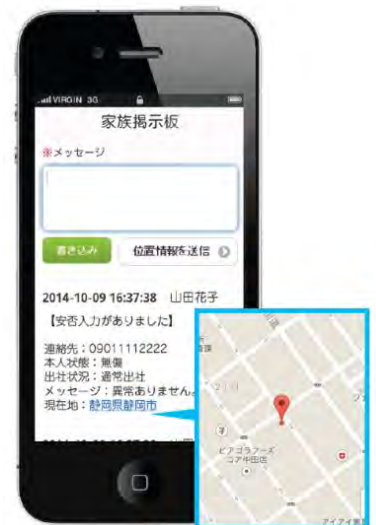 VIRGIN 3G
家族掲示板
※メッセージ
書き込み
位置情報を送信
2014-10-09 16:37:38 山田花子
【安否入力がありました】
連絡先:09011112222
本人状態:無傷
出社状況:通常出社
メッセージ:異常ありません。
現在地:静岡県静岡市
ピアゴラフーズ
コア中田店